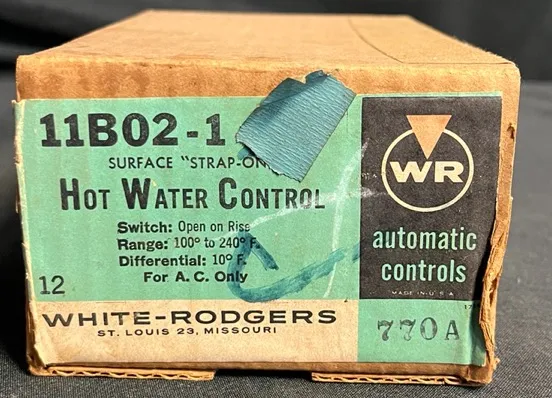 11B02-1
SURFACE "STRAP-ON
HOT WATER CONTROL
Switch: Open on Rise
Range: 100° to 240° F.
Differential: 10° F.
For A. C. Only
12
WHITE-RODGERS
ST. LOUIS 23, MISSOURI
WR
automatic
controls
MADE IN U. S. A.
17
770A